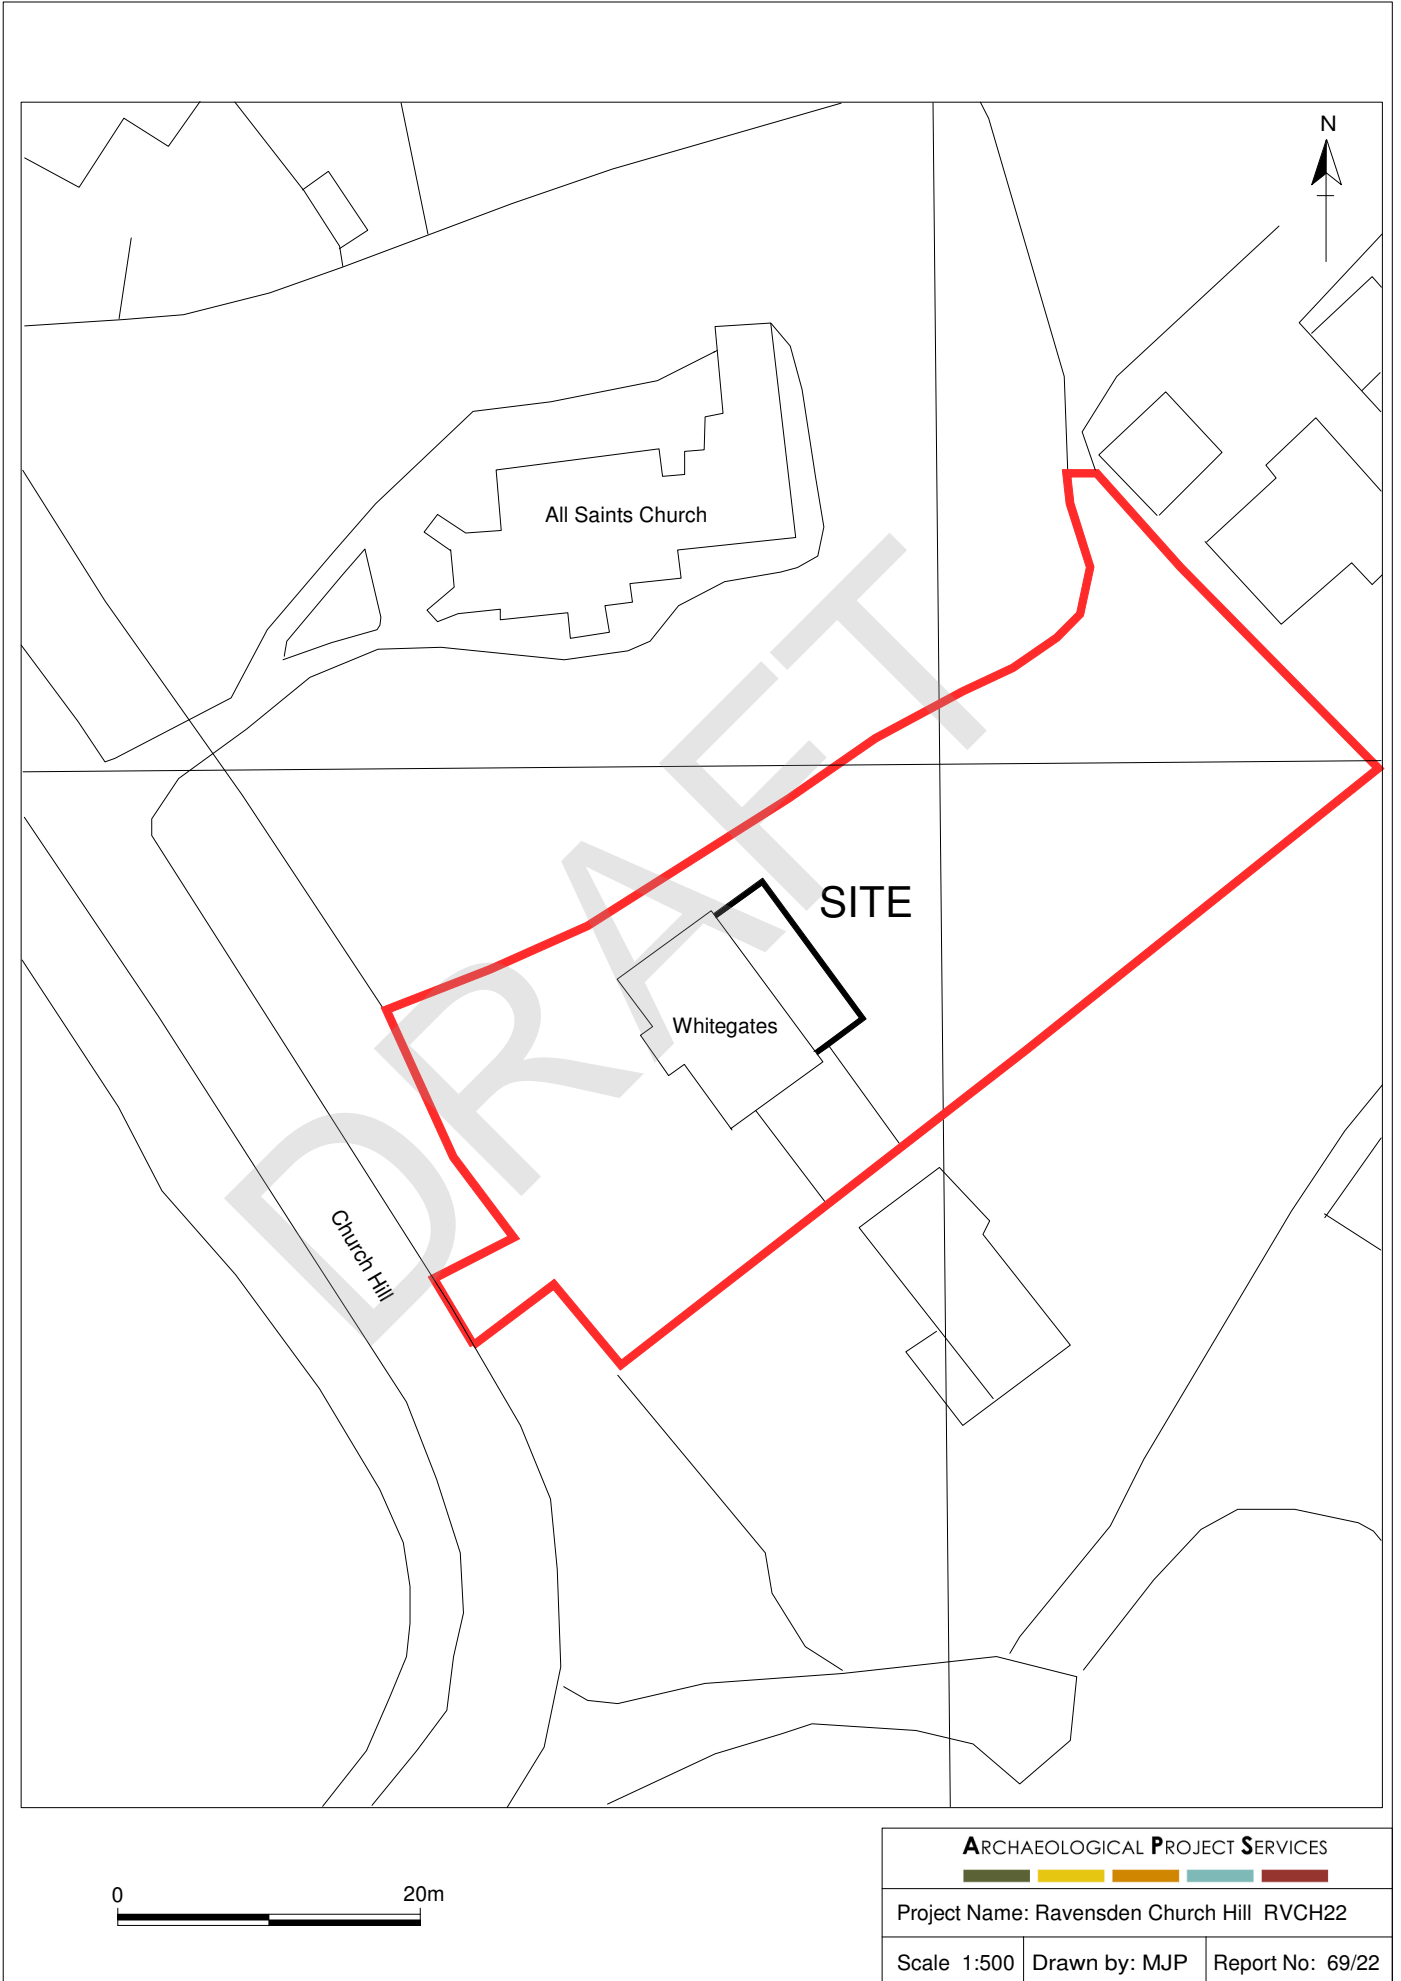 N
All Saints Church
SITE
Whitegates
Church Hill
DRAFT
0 20m
ARCHAEOLOGICAL PROJECT SERVICES
Project Name: Ravensden Church Hill RVCH22
Scale 1:500 Drawn by: MJP Report No: 69/22